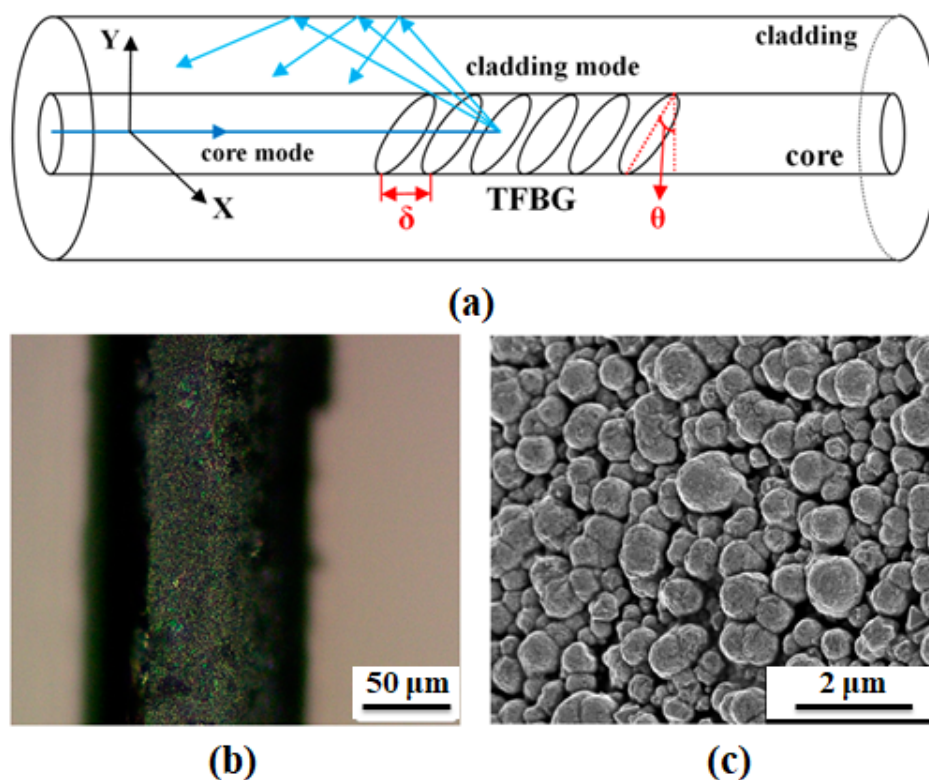 Y
cladding
cladding mode
core mode
core
X
TFBG
δ
θ
(a)
50 μm
2 μm
(b)
(c)